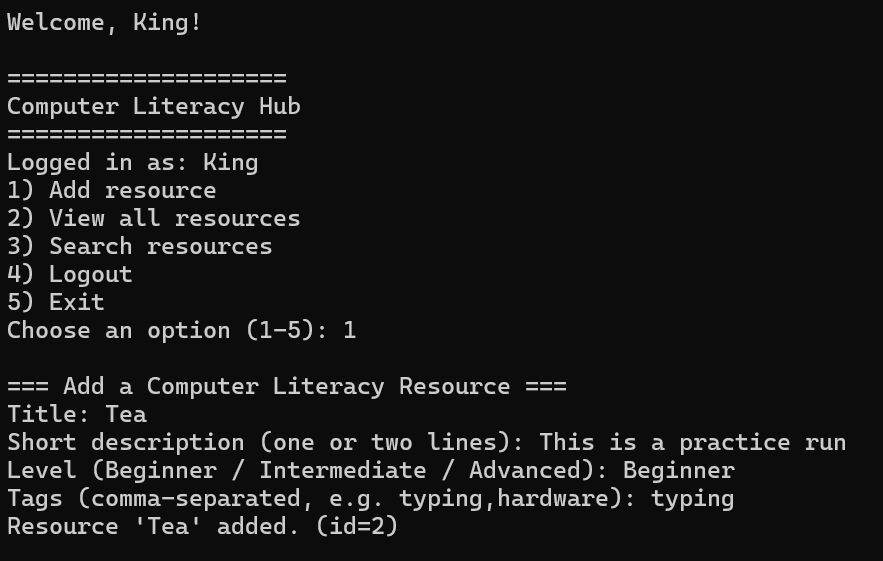 Welcome, King!
====================
Computer Literacy Hub
====================
Logged in as: King
1) Add resource
2) View all resources
3) Search resources
4) Logout
5) Exit
Choose an option (1-5): 1
=== Add a Computer Literacy Resource ===
Title: Tea
Short description (one or two lines): This is a practice run
Level (Beginner / Intermediate / Advanced): Beginner
Tags (comma-separated, e.g. typing,hardware): typing
Resource 'Tea' added. (id=2)